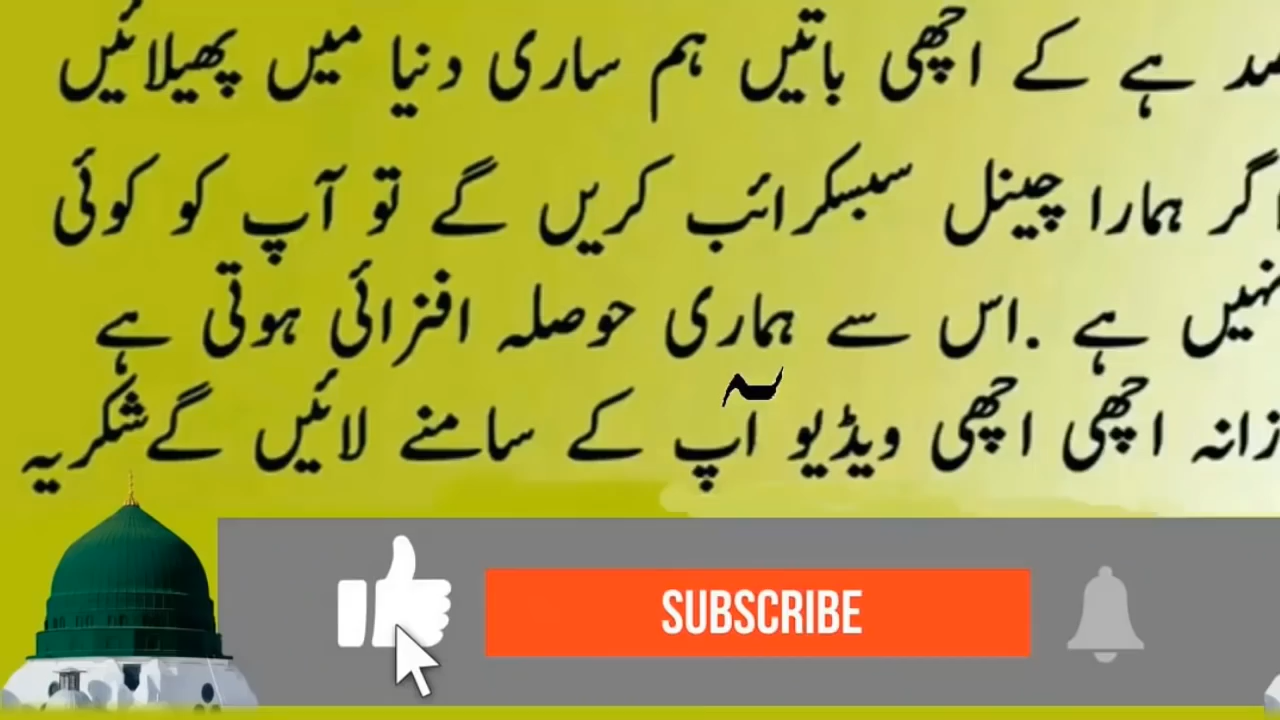 ہے کے اچھی باتیں ہم ساری دنیا میں پھیلائیں
گر ہمارا چینل سبسکرائب کریں گے تو آپ کو کوئی
نہیں ہے .اس سے ہماری حوصلہ افزائی ہوتی ہے
زانہ اچھی اچھی ویڈیو آپ کے سامنے لائیں گے شکریہ
SUBSCRIBE